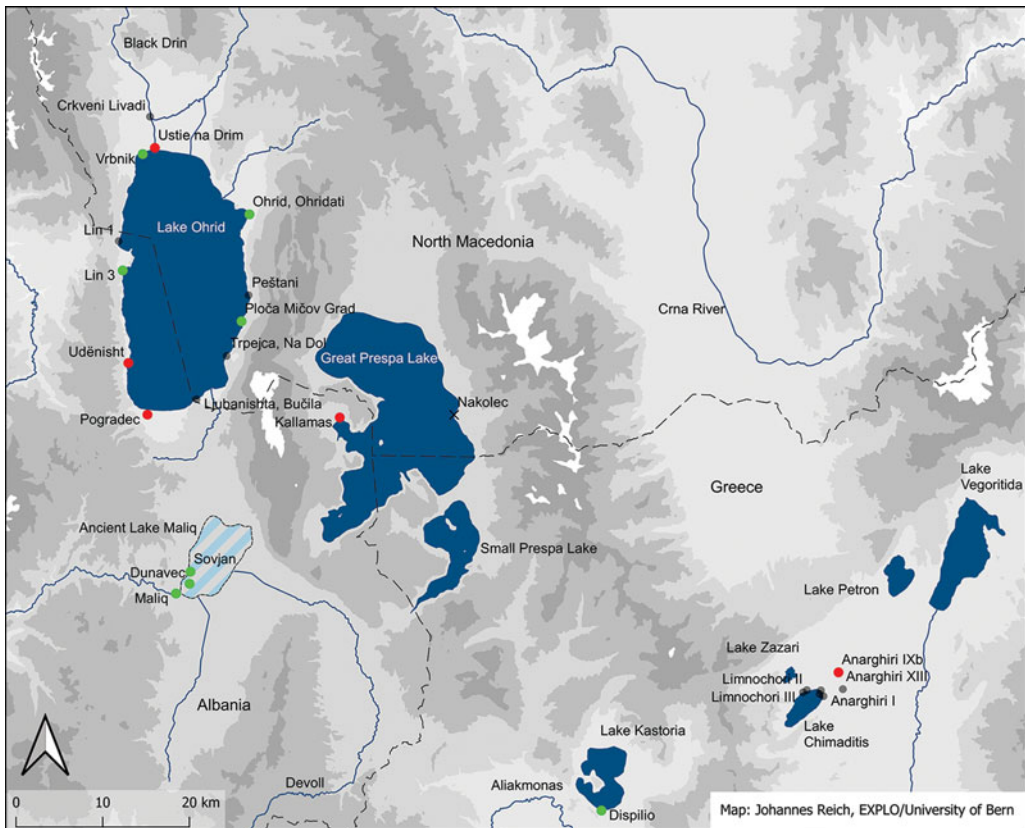 Black Drin
Crkveni Livadi
Ustie na Drim
Vrbnik
Ohrid, Ohridati
Lin 1
Lake Ohrid
North Macedonia
Lin 3
Peštani
Crna River
Ploča Mičov Grad
Udënisht
Trpejca, Na Dol
Great Prespa Lake
Ljubanishta, Bučila
Nakolec
Pogradec
Kallamas
Lake
Vegoritida
Greece
Ancient Lake Maliq
Small Prespa Lake
Sovjan
Dunavec
Lake Petron
Maliq
Lake Zazari
Anarghiri IXb
Limnochori II
Anarghiri XIII
Limnochori III
Anarghiri I
Albania
Lake
Chimaditis
Lake Kastoria
Devoll
Aliakmonas
0 10 20 km
Dispilio
Map: Johannes Reich, EXPLO/University of Bern